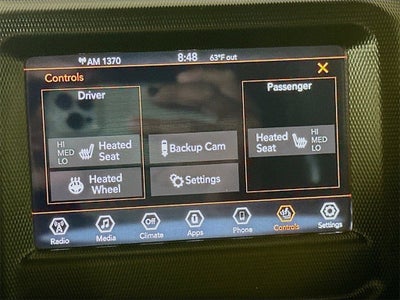 AM 1370 8:48 63°F out
Controls
Driver
Passenger
HI
MED
LO
Heated
Seat
Backup Cam
Heated
Seat
HI
MED
LO
Heated
Wheel
Settings
Radio
Media
Off
Climate
Apps
Phone
Controls
Settings